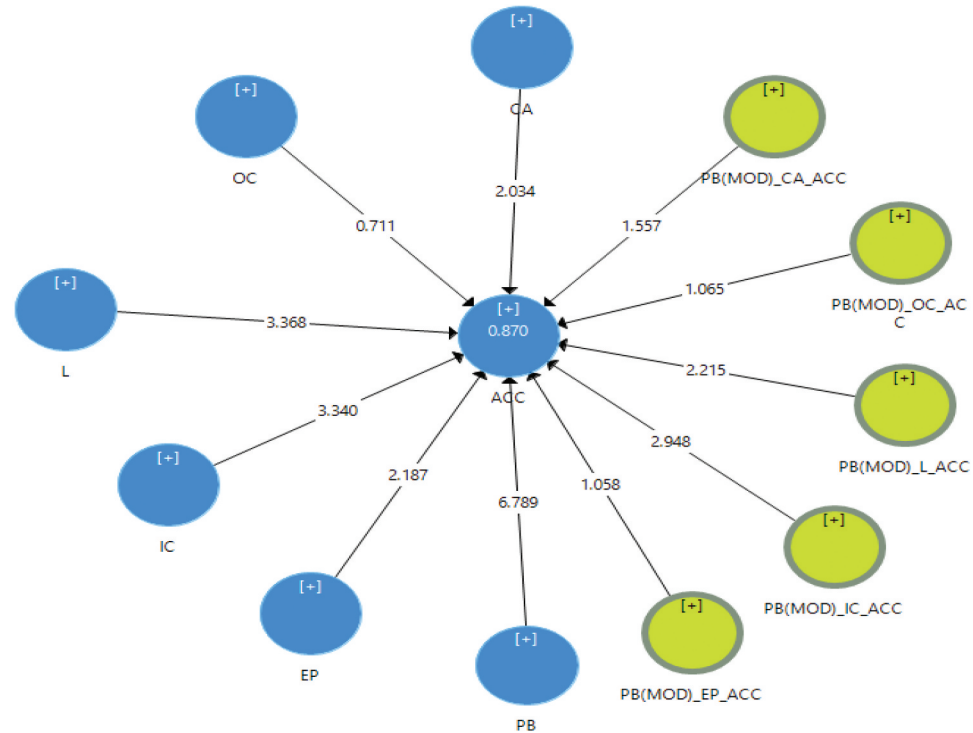 [+]
CA
[+]
OC
[+]
PB(MOD)_CA_ACC
2.034
1.557
0.711
[+]
PB(MOD)_OC_AC
C
1.065
[+]
L
3.368
[+]
0.870
ACC
[+]
PB(MOD)_L_ACC
2.215
3.340
2.948
[+]
IC
2.187
6.789
1.058
[+]
PB(MOD)_IC_ACC
[+]
EP
[+]
PB
[+]
PB(MOD)_EP_ACC